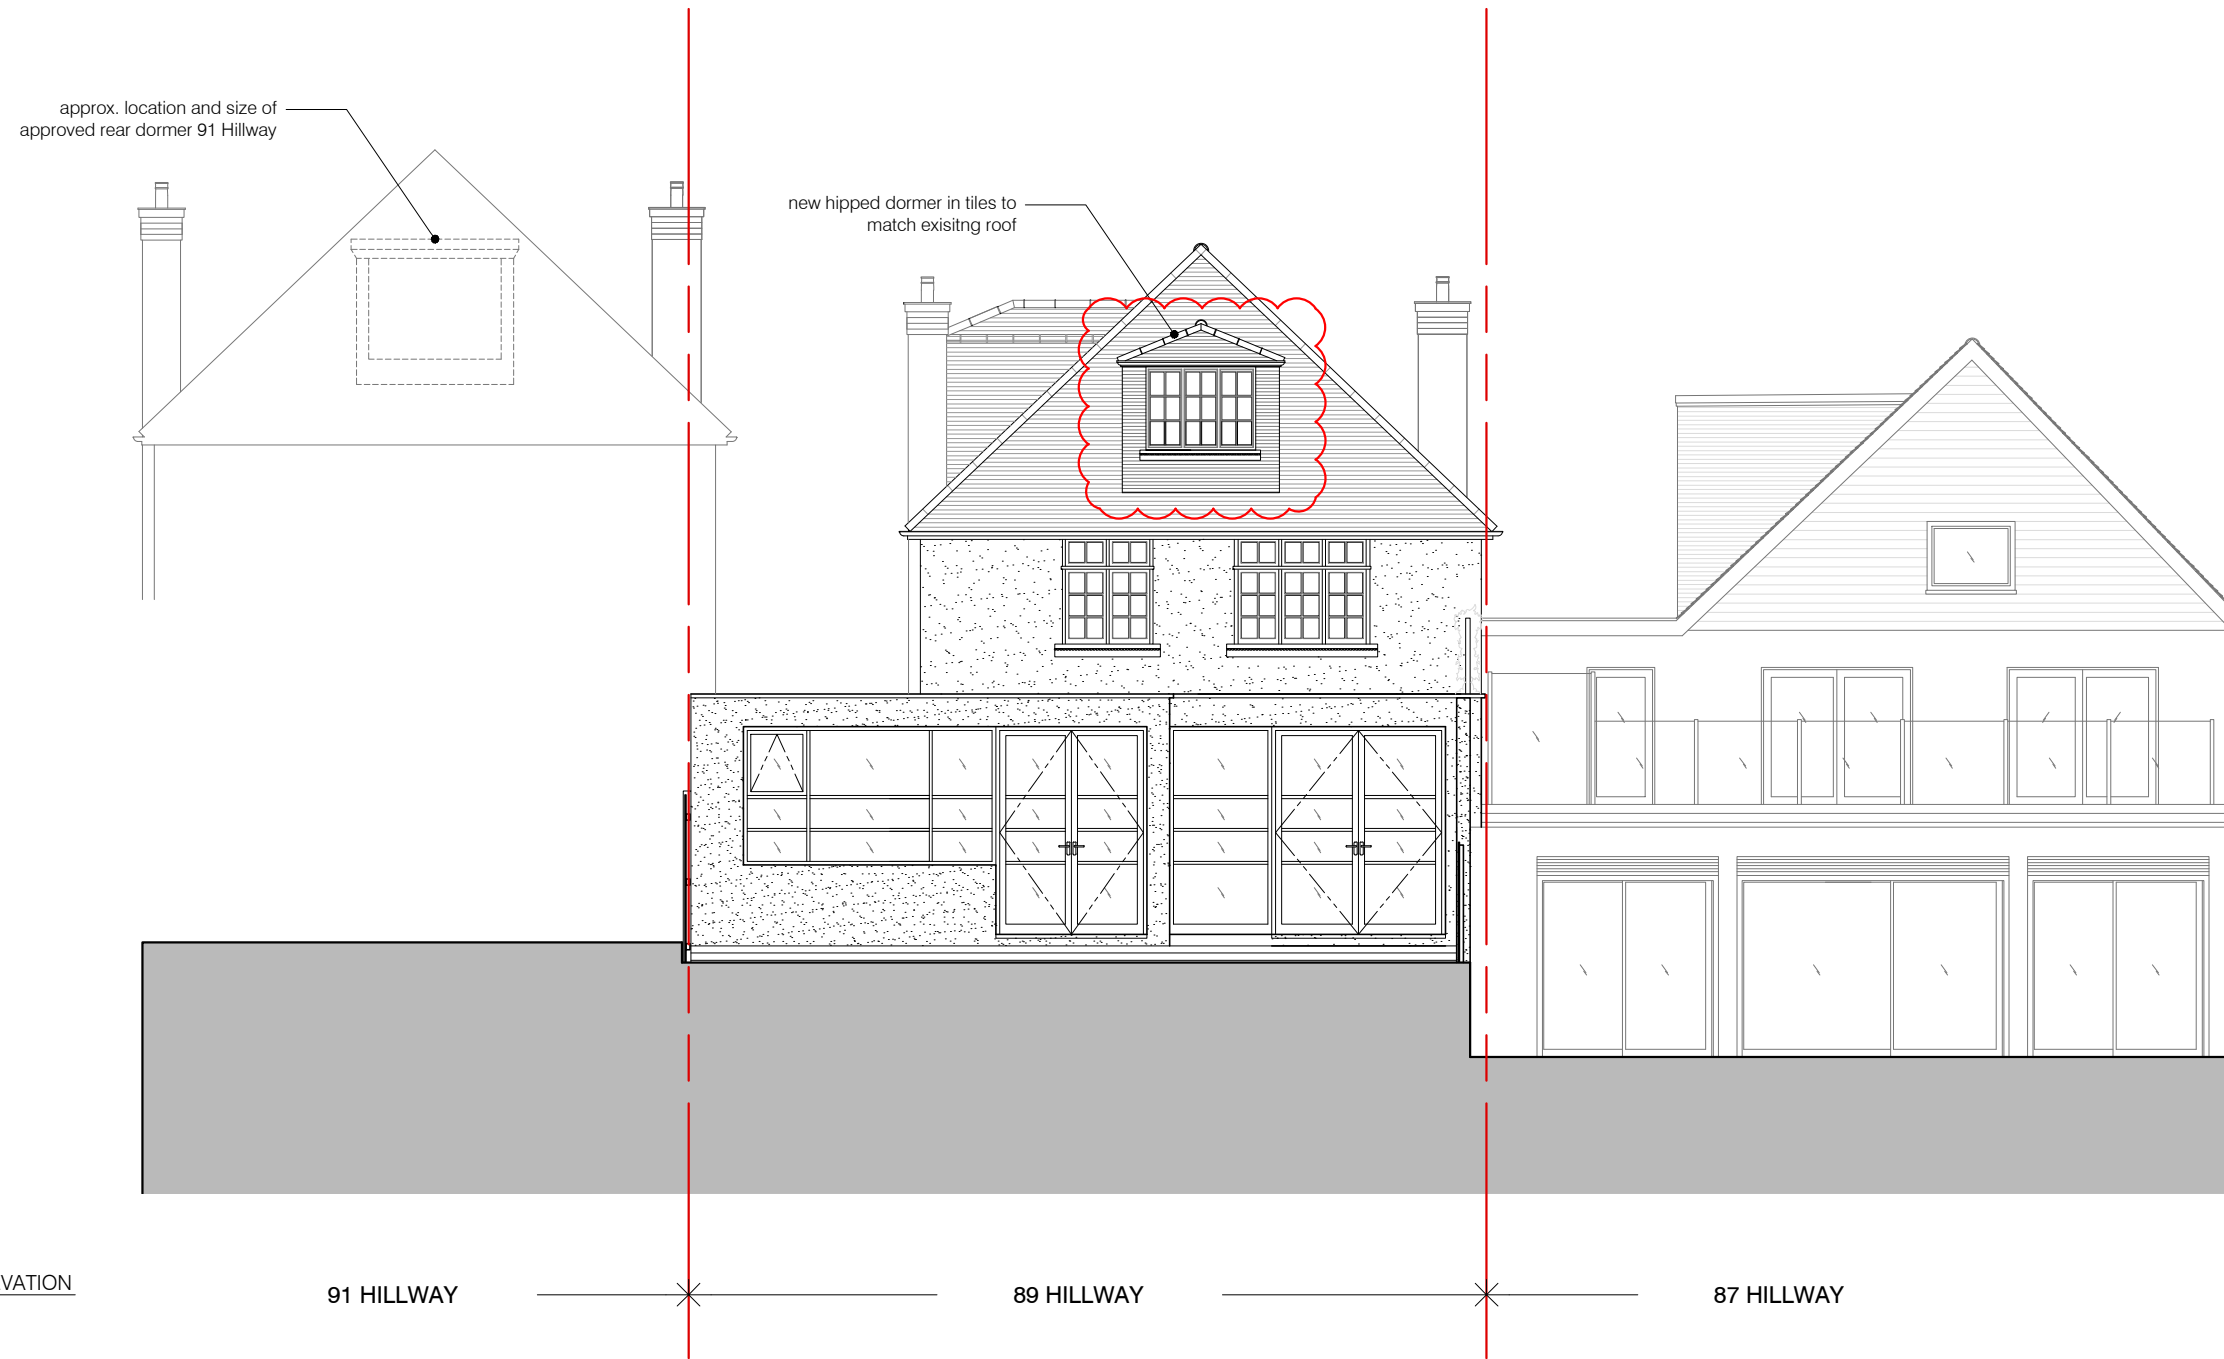 approx. location and size of
approved rear dormer 91 Hillway
new hipped dormer in tiles to
match exisitng roof
VATION
91 HILLWAY
89 HILLWAY
87 HILLWAY